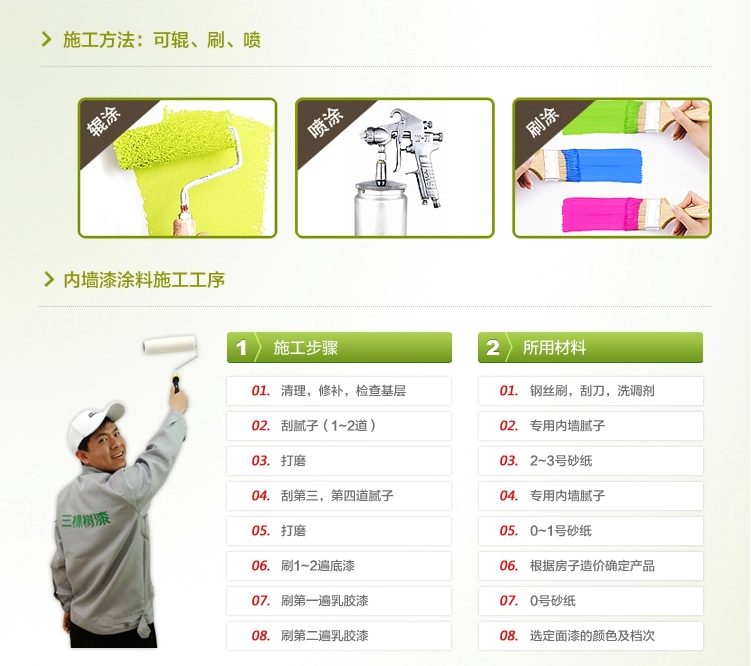 施工方法：可辊、刷、喷
辊涂
喷涂
刷涂
内墙漆涂料施工工序
三棵树漆
1 施工步骤
01. 清理，修补，检查基层
02. 刮腻子（1~2道）
03. 打磨
04. 刮第三，第四道腻子
05. 打磨
06. 刷1~2遍底漆
07. 刷第一遍乳胶漆
08. 刷第二遍乳胶漆
2 所用材料
01. 钢丝刷，刮刀，洗调剂
02. 专用内墙腻子
03. 2~3号砂纸
04. 专用内墙腻子
05. 0~1号砂纸
06. 根据房子造价确定产品
07. 0号砂纸
08. 选定面漆的颜色及档次